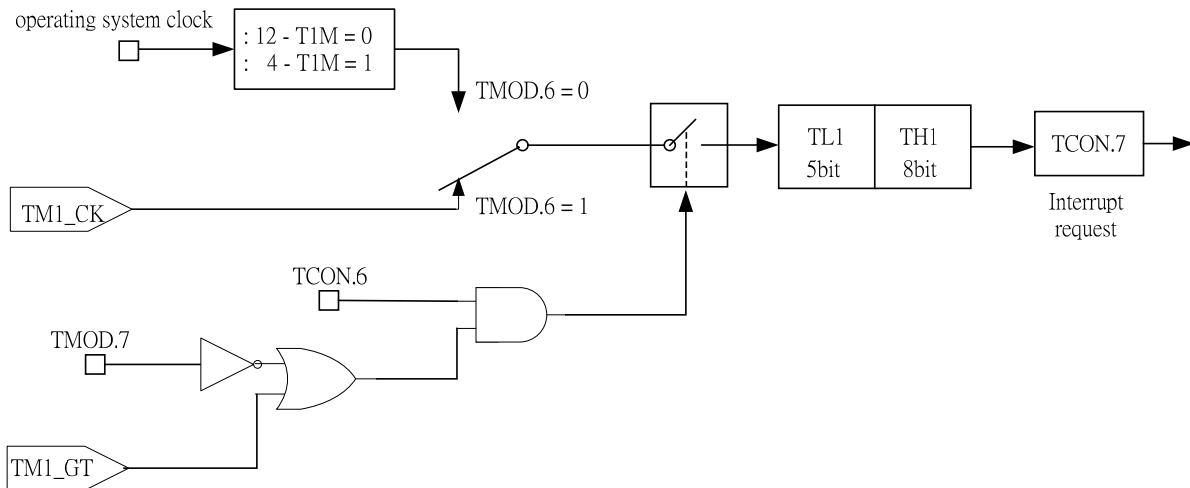 operating system clock
: 12 - T1M = 0
: 4 - T1M = 1
TMOD.6 = 0
TL1
5bit
TH1
8bit
TCON.7
TM1_CK
TMOD.6 = 1
Interrupt
request
TCON.6
TMOD.7
TM1_GT